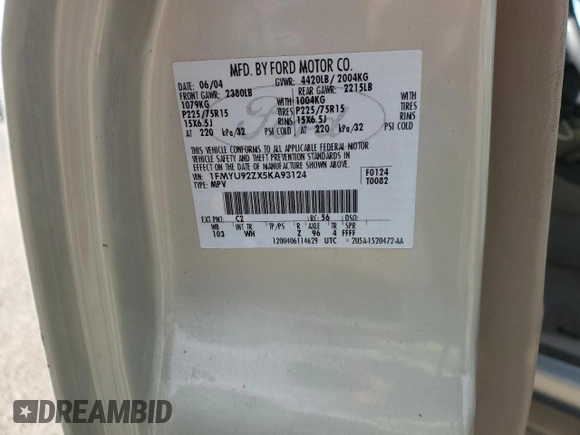 MFD. BY FORD MOTOR CO.
DATE: 06/04 GVWR: 4420LB/ 2004KG
FRONT GAWR: 2380LB REAR GAWR: 2215LB
1079KG WITH 1004KG WITH
P225/75R15 TIRES P225/75R15 TIRES
15X6.5J RIMS 15X6.5J RIMS
AT 220 kPa/32 PSI COLD AT 220 kPa/32 PSI COLD
THIS VEHICLE CONFORMS TO ALL APPLICABLE FEDERAL MOTOR
VEHICLE SAFETY AND THEFT PREVENTION STANDARDS IN
EFFECT ON THE DATE OF MANUFACTURE SHOWN ABOVE.
VIN: 1FMYU92ZX5KA93124 F0124
TYPE: MPV T0082
EXT PNT: C2 RC: 56 DSO:
WB INT TR TP/PS R AXLE TR SPR
103 WH Z 96 4 FFFF
1200406114629 UTC 2U5A-1520472-AA
Ford
DREAMBID